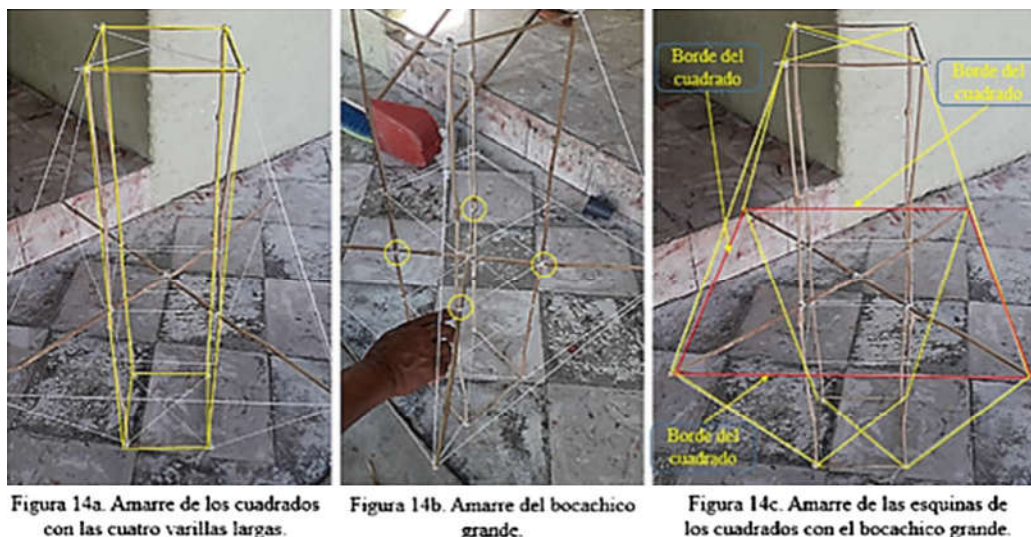 Borde del
cuadrado
Borde del
cuadrado
Borde del
cuadrado
Figura 14a. Amarre de los cuadrados
con las cuatro varillas largas.
Figura 14b. Amarre del bocachico
grande.
Figura 14c. Amarre de las esquinas de
los cuadrados con el bocachico grande.